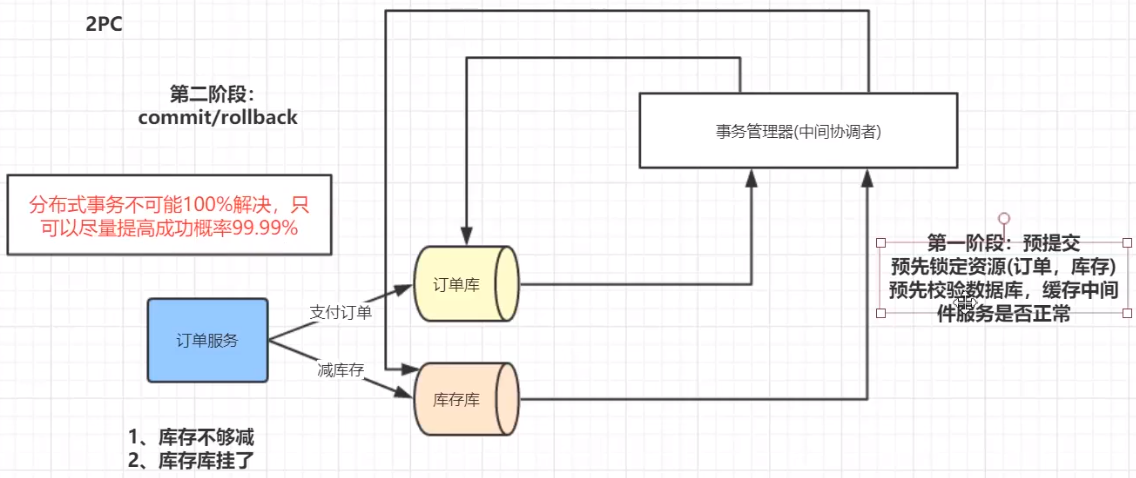 2PC
第二阶段：
commit/rollback
事务管理器(中间协调者)
分布式事务不可能100%解决，只
可以尽量提高成功概率99.99%
第一阶段：预提交
预先锁定资源(订单，库存)
预先校验数据库，缓存中间
件服务是否正常
订单库
支付订单
订单服务
减库存
库存库
1、库存不够减
2、库存库挂了